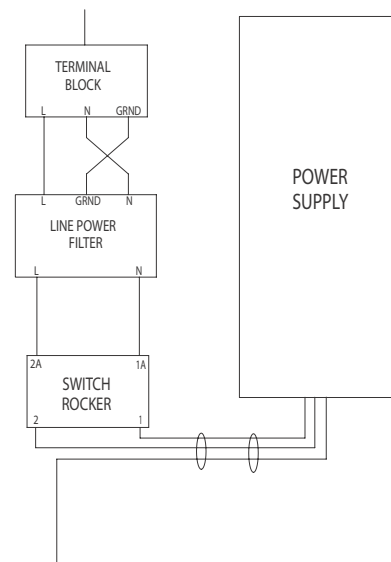 TERMINAL
BLOCK
L N GRND
L GRND N
LINE POWER
FILTER
L N
2A 1A
SWITCH
ROCKER
2 1
POWER
SUPPLY